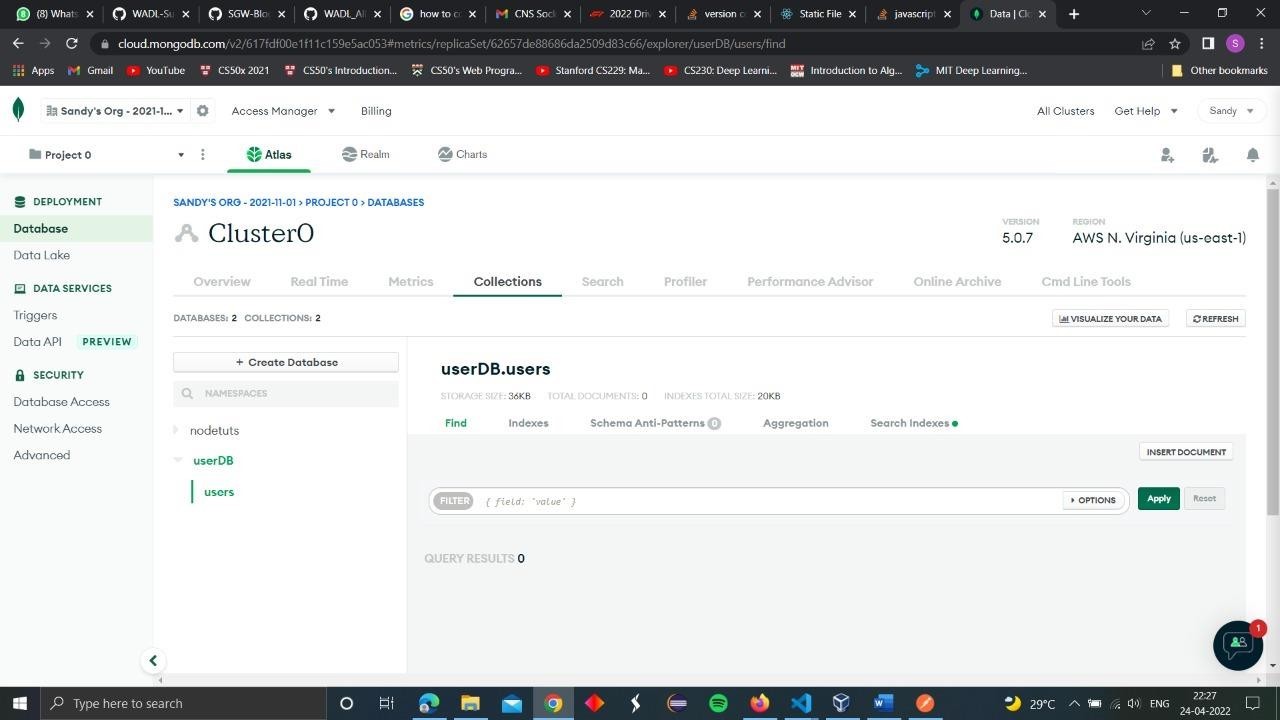 (8) Whats
WADL-Su
SGW-Blo
WADL_Al
how to co
CNS Sock
2022 Driv
version co
Static File
javascript
Data | Clo
cloud.mongodb.com/v2/617fdf00e1f11c159e5ac053#metrics/replicaSet/62657de88686da2509d83c66/explorer/userDB/users/find
S
Apps
Gmail
YouTube
CS50x 2021
CS50's Introduction...
CS50's Web Progra...
Stanford CS229: Ma...
CS230: Deep Learni...
Introduction to Alg...
MIT Deep Learning...
Other bookmarks
Sandy's Org - 2021-1...
Access Manager
Billing
All Clusters
Get Help
Sandy
Project 0
Atlas
Realm
Charts
DEPLOYMENT
Database
Data Lake
DATA SERVICES
Triggers
Data API PREVIEW
SECURITY
Database Access
Network Access
Advanced
SANDY'S ORG - 2021-11-01 > PROJECT 0 > DATABASES
Cluster0
VERSION
5.0.7
REGION
AWS N. Virginia (us-east-1)
Overview
Real Time
Metrics
Collections
Search
Profiler
Performance Advisor
Online Archive
Cmd Line Tools
DATABASES: 2 COLLECTIONS: 2
VISUALIZE YOUR DATA
REFRESH
+ Create Database
NAMESPACES
nodetuts
userDB
users
userDB.users
STORAGE SIZE: 36KB TOTAL DOCUMENTS: 0 INDEXES TOTAL SIZE: 20KB
Find
Indexes
Schema Anti-Patterns 0
Aggregation
Search Indexes
INSERT DOCUMENT
FILTER { field: 'value' }
OPTIONS
Apply
Reset
QUERY RESULTS 0
1
Type here to search
29°C
ENG
22:27
24-04-2022